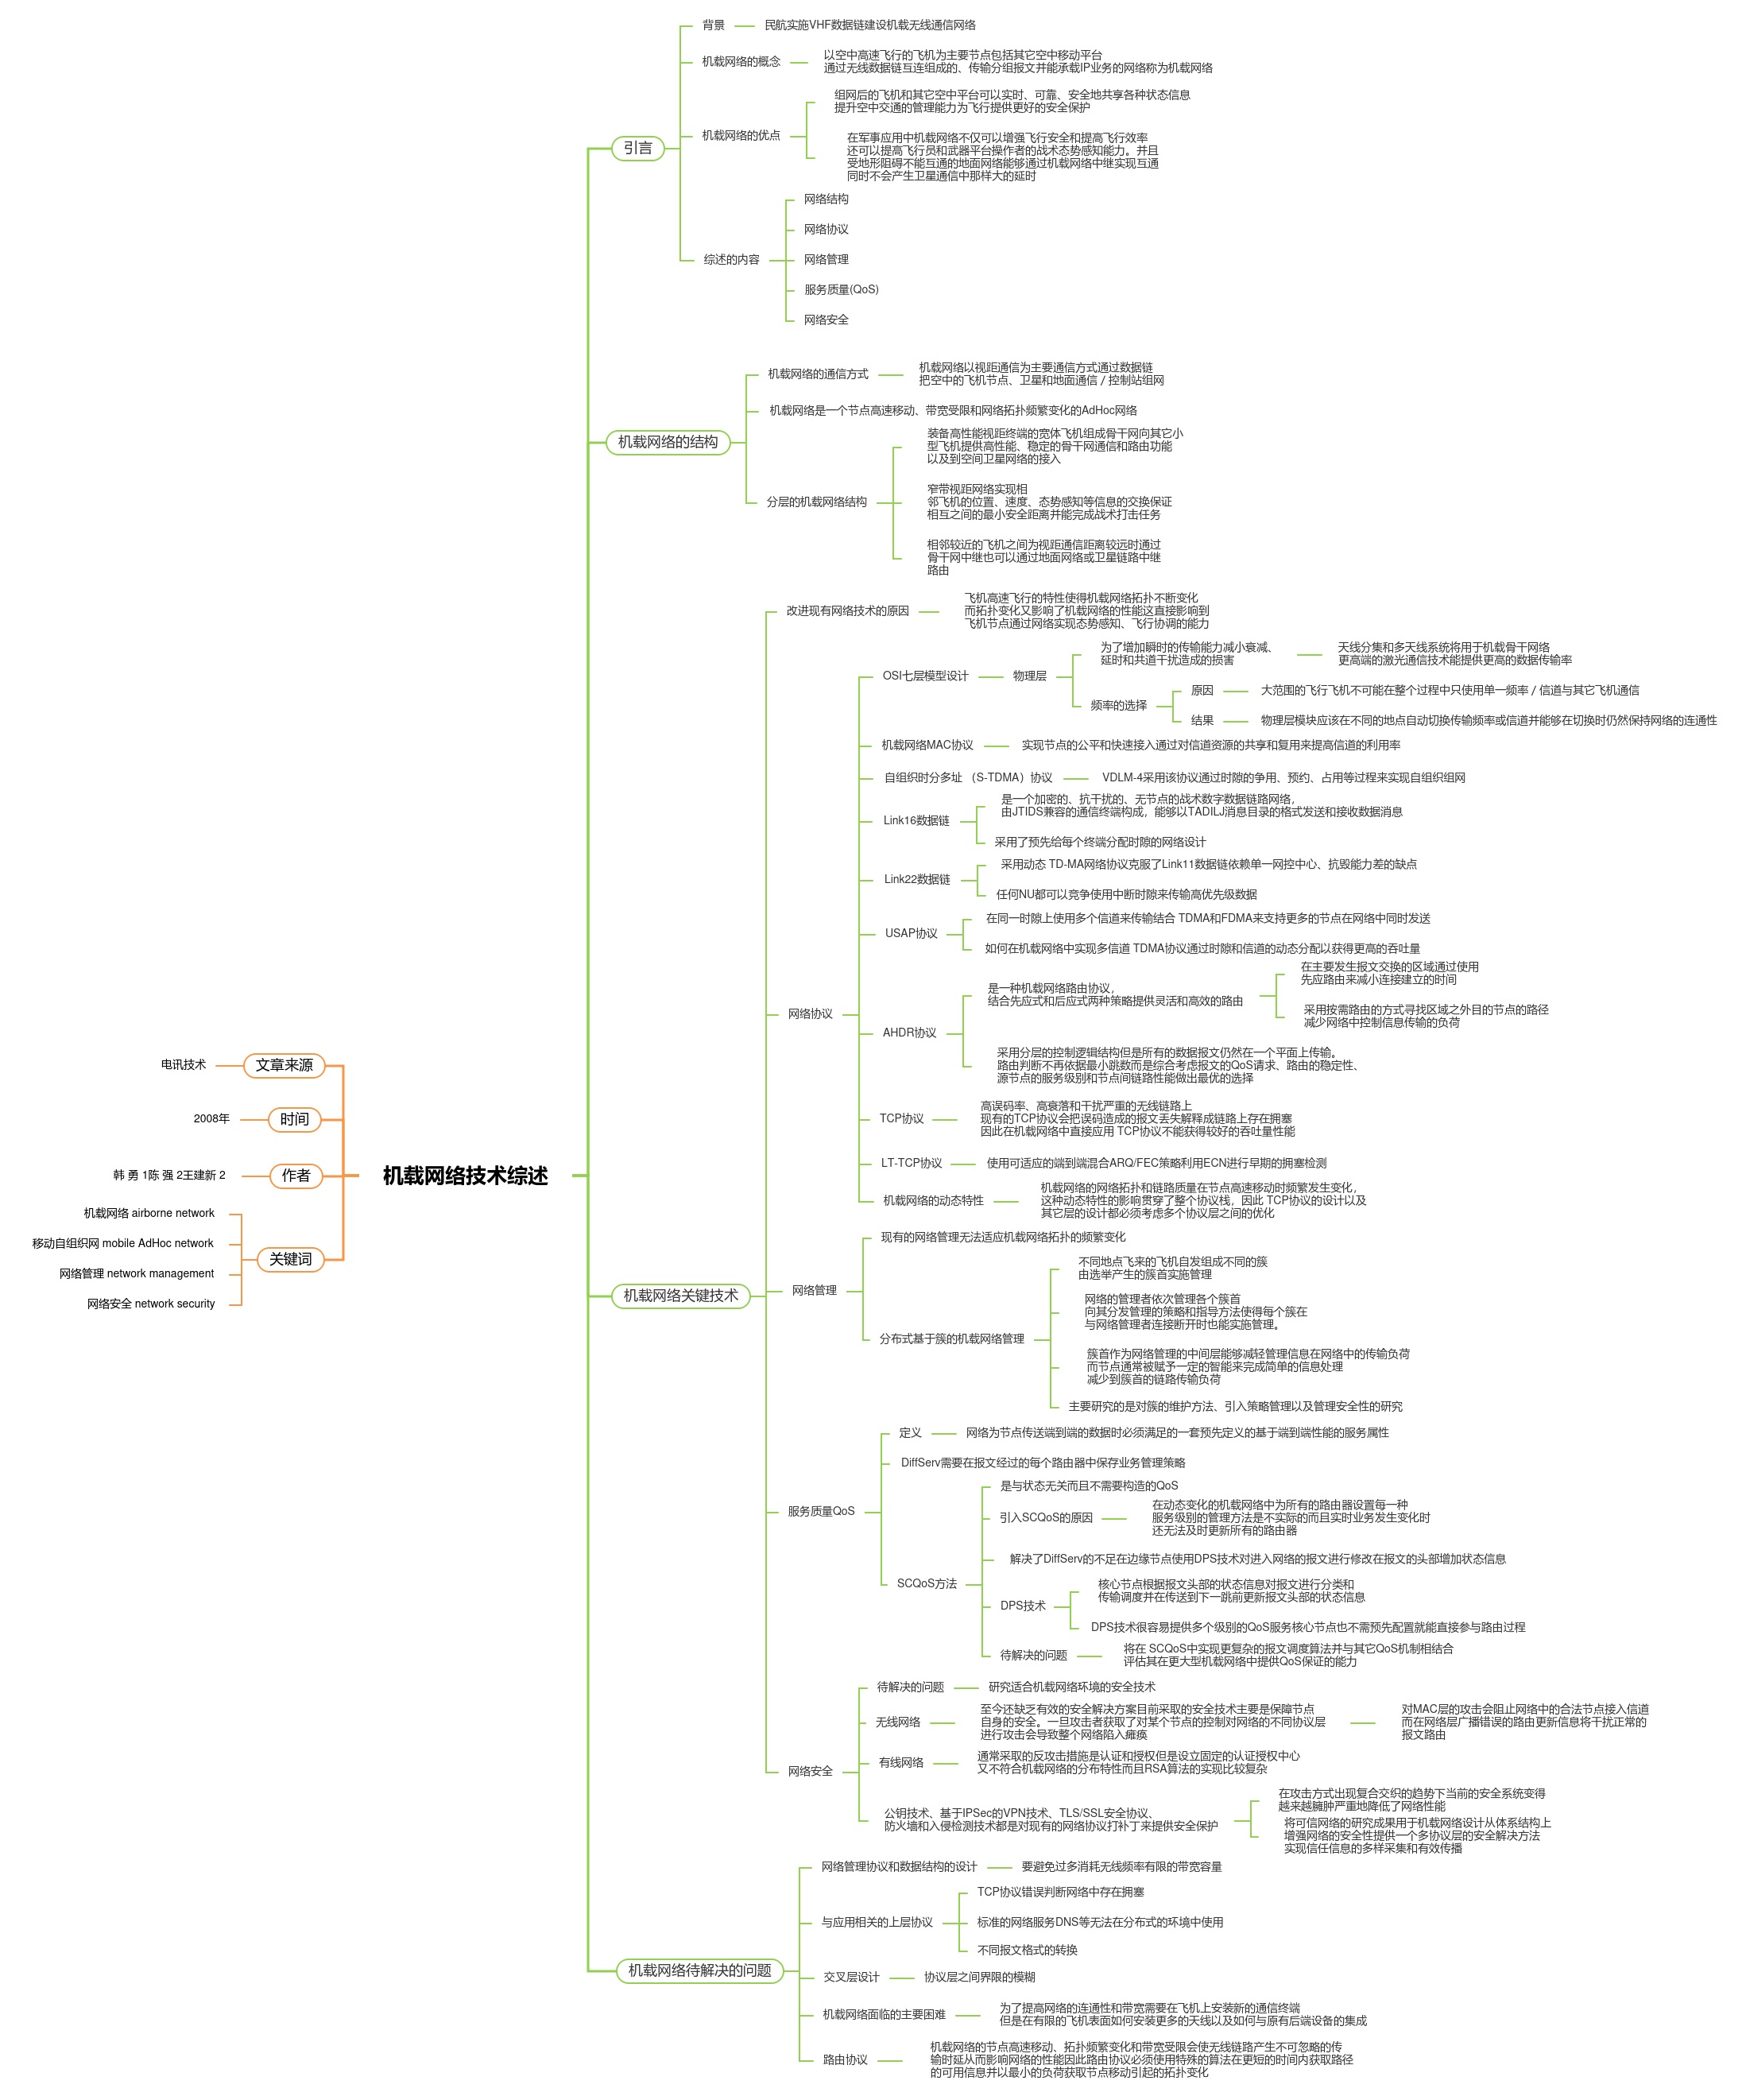 机载网络技术综述
文章来源
电讯技术
时间
2008年
作者
韩 勇 1陈 强 2王建新 2
关键词
机载网络 airborne network
移动自组织网 mobile AdHoc network
网络管理 network management
网络安全 network security
引言
背景
民航实施VHF数据链建设机载无线通信网络
机载网络的概念
以空中高速飞行的飞机为主要节点包括其它空中移动平台
通过无线数据链互连组成的、传输分组报文并能承载IP业务的网络称为机载网络
机载网络的优点
组网后的飞机和其它空中平台可以实时、可靠、安全地共享各种状态信息
提升空中交通的管理能力为飞行提供更好的安全保护
在军事应用中机载网络不仅可以增强飞行安全和提高飞行效率
还可以提高飞行员和武器平台操作者的战术态势感知能力。并且
受地形阻碍不能互通的地面网络能够通过机载网络中继实现互通
同时不会产生卫星通信中那样大的延时
综述的内容
网络结构
网络协议
网络管理
服务质量(QoS)
网络安全
机载网络的结构
机载网络的通信方式
机载网络以视距通信为主要通信方式通过数据链
把空中的飞机节点、卫星和地面通信 / 控制站组网
机载网络是一个节点高速移动、带宽受限和网络拓扑频繁变化的AdHoc网络
分层的机载网络结构
装备高性能视距终端的宽体飞机组成骨干网向其它小
型飞机提供高性能、稳定的骨干网通信和路由功能
以及到空间卫星网络的接入
窄带视距网络实现相
邻飞机的位置、速度、态势感知等信息的交换保证
相互之间的最小安全距离并能完成战术打击任务
相邻较近的飞机之间为视距通信距离较远时通过
骨干网中继也可以通过地面网络或卫星链路中继
路由
机载网络关键技术
改进现有网络技术的原因
飞机高速飞行的特性使得机载网络拓扑不断变化
而拓扑变化又影响了机载网络的性能这直接影响到
飞机节点通过网络实现态势感知、飞行协调的能力
网络协议
OSI七层模型设计
物理层
为了增加瞬时的传输能力减小衰减、
延时和共道干扰造成的损害
天线分集和多天线系统将用于机载骨干网络
更高端的激光通信技术能提供更高的数据传输率
频率的选择
原因
大范围的飞行飞机不可能在整个过程中只使用单一频率 / 信道与其它飞机通信
结果
物理层模块应该在不同的地点自动切换传输频率或信道并能够在切换时仍然保持网络的连通性
机载网络MAC协议
实现节点的公平和快速接入通过对信道资源的共享和复用来提高信道的利用率
自组织时分多址 （S-TDMA）协议
VDLM-4采用该协议通过时隙的争用、预约、占用等过程来实现自组织组网
Link16数据链
是一个加密的、抗干扰的、无节点的战术数字数据链路网络，
由JTIDS兼容的通信终端构成，能够以TADILJ消息目录的格式发送和接收数据消息
采用了预先给每个终端分配时隙的网络设计
Link22数据链
采用动态 TD-MA网络协议克服了Link11数据链依赖单一网控中心、抗毁能力差的缺点
任何NU都可以竞争使用中断时隙来传输高优先级数据
USAP协议
在同一时隙上使用多个信道来传输结合 TDMA和FDMA来支持更多的节点在网络中同时发送
如何在机载网络中实现多信道 TDMA协议通过时隙和信道的动态分配以获得更高的吞吐量
AHDR协议
是一种机载网络路由协议，
结合先应式和后应式两种策略提供灵活和高效的路由
在主要发生报文交换的区域通过使用
先应路由来减小连接建立的时间
采用按需路由的方式寻找区域之外目的节点的路径
减少网络中控制信息传输的负荷
采用分层的控制逻辑结构但是所有的数据报文仍然在一个平面上传输。
路由判断不再依据最小跳数而是综合考虑报文的QoS请求、路由的稳定性、
源节点的服务级别和节点间链路性能做出最优的选择
TCP协议
高误码率、高衰落和干扰严重的无线链路上
现有的TCP协议会把误码造成的报文丢失解释成链路上存在拥塞
因此在机载网络中直接应用 TCP协议不能获得较好的吞吐量性能
LT-TCP协议
使用可适应的端到端混合ARQ/FEC策略利用ECN进行早期的拥塞检测
机载网络的动态特性
机载网络的网络拓扑和链路质量在节点高速移动时频繁发生变化，
这种动态特性的影响贯穿了整个协议栈，因此 TCP协议的设计以及
其它层的设计都必须考虑多个协议层之间的优化
网络管理
现有的网络管理无法适应机载网络拓扑的频繁变化
分布式基于簇的机载网络管理
不同地点飞来的飞机自发组成不同的簇
由选举产生的簇首实施管理
网络的管理者依次管理各个簇首
向其分发管理的策略和指导方法使得每个簇在
与网络管理者连接断开时也能实施管理。
簇首作为网络管理的中间层能够减轻管理信息在网络中的传输负荷
而节点通常被赋予一定的智能来完成简单的信息处理
减少到簇首的链路传输负荷
主要研究的是对簇的维护方法、引入策略管理以及管理安全性的研究
服务质量QoS
定义
网络为节点传送端到端的数据时必须满足的一套预先定义的基于端到端性能的服务属性
DiffServ需要在报文经过的每个路由器中保存业务管理策略
SCQoS方法
是与状态无关而且不需要构造的QoS
引入SCQoS的原因
在动态变化的机载网络中为所有的路由器设置每一种
服务级别的管理方法是不实际的而且实时业务发生变化时
还无法及时更新所有的路由器
解决了DiffServ的不足在边缘节点使用DPS技术对进入网络的报文进行修改在报文的头部增加状态信息
DPS技术
核心节点根据报文头部的状态信息对报文进行分类和
传输调度并在传送到下一跳前更新报文头部的状态信息
DPS技术很容易提供多个级别的QoS服务核心节点也不需预先配置就能直接参与路由过程
待解决的问题
将在 SCQoS中实现更复杂的报文调度算法并与其它QoS机制相结合
评估其在更大型机载网络中提供QoS保证的能力
网络安全
待解决的问题
研究适合机载网络环境的安全技术
无线网络
至今还缺乏有效的安全解决方案目前采取的安全技术主要是保障节点
自身的安全。一旦攻击者获取了对某个节点的控制对网络的不同协议层
进行攻击会导致整个网络陷入瘫痪
对MAC层的攻击会阻止网络中的合法节点接入信道
而在网络层广播错误的路由更新信息将干扰正常的
报文路由
有线网络
通常采取的反攻击措施是认证和授权但是设立固定的认证授权中心
又不符合机载网络的分布特性而且RSA算法的实现比较复杂
公钥技术、基于IPSec的VPN技术、TLS/SSL安全协议、
防火墙和入侵检测技术都是对现有的网络协议打补丁来提供安全保护
在攻击方式出现复合交织的趋势下当前的安全系统变得
越来越臃肿严重地降低了网络性能
将可信网络的研究成果用于机载网络设计从体系结构上
增强网络的安全性提供一个多协议层的安全解决方法
实现信任信息的多样采集和有效传播
机载网络待解决的问题
网络管理协议和数据结构的设计
要避免过多消耗无线频率有限的带宽容量
与应用相关的上层协议
TCP协议错误判断网络中存在拥塞
标准的网络服务DNS等无法在分布式的环境中使用
不同报文格式的转换
交叉层设计
协议层之间界限的模糊
机载网络面临的主要困难
为了提高网络的连通性和带宽需要在飞机上安装新的通信终端
但是在有限的飞机表面如何安装更多的天线以及如何与原有后端设备的集成
路由协议
机载网络的节点高速移动、拓扑频繁变化和带宽受限会使无线链路产生不可忽略的传
输时延从而影响网络的性能因此路由协议必须使用特殊的算法在更短的时间内获取路径
的可用信息并以最小的负荷获取节点移动引起的拓扑变化